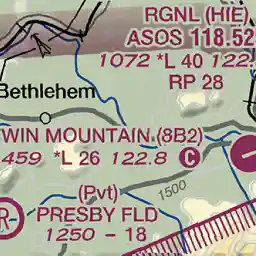 RGNL (HIE)
ASOS 118.52
1072 *L 40 122.
RP 28
Bethlehem
WIN MOUNTAIN (8B2)
459 *L 26 122.8 C
1500
(Pvt)
R PRESBY FLD
1250 - 18